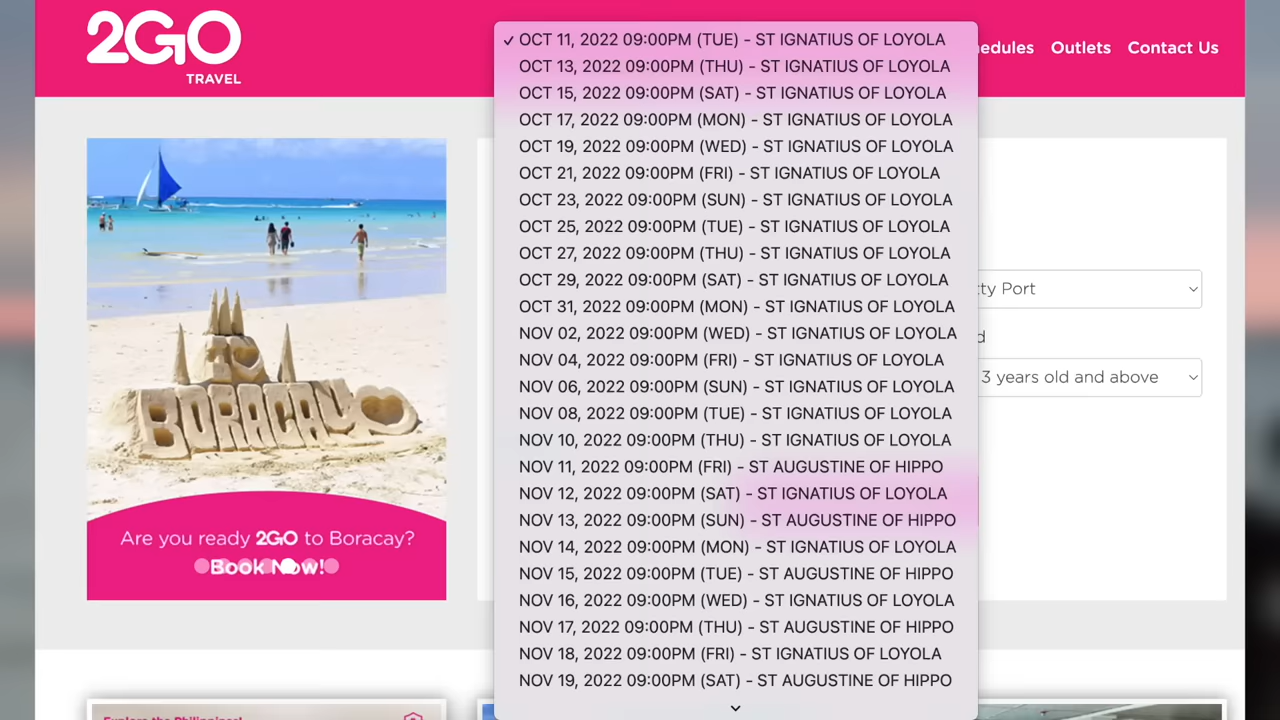 2GO
TRAVEL
edules Outlets Contact Us
✓ OCT 11, 2022 09:00PM (TUE) - ST IGNATIUS OF LOYOLA
OCT 13, 2022 09:00PM (THU) - ST IGNATIUS OF LOYOLA
OCT 15, 2022 09:00PM (SAT) - ST IGNATIUS OF LOYOLA
OCT 17, 2022 09:00PM (MON) - ST IGNATIUS OF LOYOLA
OCT 19, 2022 09:00PM (WED) - ST IGNATIUS OF LOYOLA
OCT 21, 2022 09:00PM (FRI) - ST IGNATIUS OF LOYOLA
OCT 23, 2022 09:00PM (SUN) - ST IGNATIUS OF LOYOLA
OCT 25, 2022 09:00PM (TUE) - ST IGNATIUS OF LOYOLA
OCT 27, 2022 09:00PM (THU) - ST IGNATIUS OF LOYOLA
OCT 29, 2022 09:00PM (SAT) - ST IGNATIUS OF LOYOLA
OCT 31, 2022 09:00PM (MON) - ST IGNATIUS OF LOYOLA
NOV 02, 2022 09:00PM (WED) - ST IGNATIUS OF LOYOLA
NOV 04, 2022 09:00PM (FRI) - ST IGNATIUS OF LOYOLA
NOV 06, 2022 09:00PM (SUN) - ST IGNATIUS OF LOYOLA
NOV 08, 2022 09:00PM (TUE) - ST IGNATIUS OF LOYOLA
NOV 10, 2022 09:00PM (THU) - ST IGNATIUS OF LOYOLA
NOV 11, 2022 09:00PM (FRI) - ST AUGUSTINE OF HIPPO
NOV 12, 2022 09:00PM (SAT) - ST IGNATIUS OF LOYOLA
NOV 13, 2022 09:00PM (SUN) - ST AUGUSTINE OF HIPPO
NOV 14, 2022 09:00PM (MON) - ST IGNATIUS OF LOYOLA
NOV 15, 2022 09:00PM (TUE) - ST AUGUSTINE OF HIPPO
NOV 16, 2022 09:00PM (WED) - ST IGNATIUS OF LOYOLA
NOV 17, 2022 09:00PM (THU) - ST AUGUSTINE OF HIPPO
NOV 18, 2022 09:00PM (FRI) - ST IGNATIUS OF LOYOLA
NOV 19, 2022 09:00PM (SAT) - ST AUGUSTINE OF HIPPO
ty Port
d
3 years old and above
BORACAY
Are you ready 2GO to Boracay?
Book Now!
Explore the Philippines!